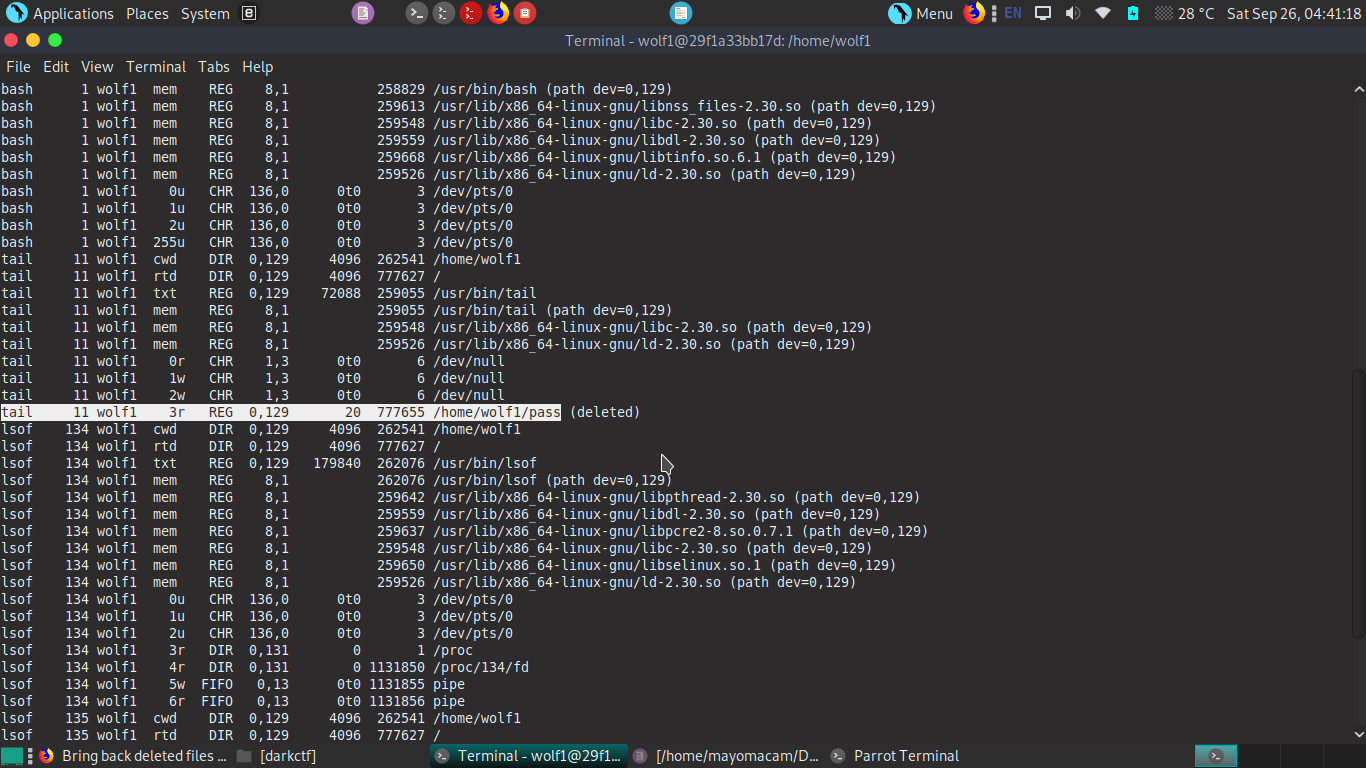 Applications Places System Menu EN 28 °C Sat Sep 26, 04:41:18
Terminal - wolf1@29f1a33bb17d: /home/wolf1
File Edit View Terminal Tabs Help
bash 1 wolf1 mem REG 8,1 258829 /usr/bin/bash (path dev=0,129)
bash 1 wolf1 mem REG 8,1 259613 /usr/lib/x86_64-linux-gnu/libnss_files-2.30.so (path dev=0,129)
bash 1 wolf1 mem REG 8,1 259548 /usr/lib/x86_64-linux-gnu/libc-2.30.so (path dev=0,129)
bash 1 wolf1 mem REG 8,1 259559 /usr/lib/x86_64-linux-gnu/libdl-2.30.so (path dev=0,129)
bash 1 wolf1 mem REG 8,1 259668 /usr/lib/x86_64-linux-gnu/libtinfo.so.6.1 (path dev=0,129)
bash 1 wolf1 mem REG 8,1 259526 /usr/lib/x86_64-linux-gnu/ld-2.30.so (path dev=0,129)
bash 1 wolf1 0u CHR 136,0 0t0 3 /dev/pts/0
bash 1 wolf1 1u CHR 136,0 0t0 3 /dev/pts/0
bash 1 wolf1 2u CHR 136,0 0t0 3 /dev/pts/0
bash 1 wolf1 255u CHR 136,0 0t0 3 /dev/pts/0
tail 11 wolf1 cwd DIR 0,129 4096 262541 /home/wolf1
tail 11 wolf1 rtd DIR 0,129 4096 777627 /
tail 11 wolf1 txt REG 0,129 72088 259055 /usr/bin/tail
tail 11 wolf1 mem REG 8,1 259055 /usr/bin/tail (path dev=0,129)
tail 11 wolf1 mem REG 8,1 259548 /usr/lib/x86_64-linux-gnu/libc-2.30.so (path dev=0,129)
tail 11 wolf1 mem REG 8,1 259526 /usr/lib/x86_64-linux-gnu/ld-2.30.so (path dev=0,129)
tail 11 wolf1 0r CHR 1,3 0t0 6 /dev/null
tail 11 wolf1 1w CHR 1,3 0t0 6 /dev/null
tail 11 wolf1 2w CHR 1,3 0t0 6 /dev/null
tail 11 wolf1 3r REG 0,129 20 777655 /home/wolf1/pass (deleted)
lsof 134 wolf1 cwd DIR 0,129 4096 262541 /home/wolf1
lsof 134 wolf1 rtd DIR 0,129 4096 777627 /
lsof 134 wolf1 txt REG 0,129 179840 262076 /usr/bin/lsof
lsof 134 wolf1 mem REG 8,1 262076 /usr/bin/lsof (path dev=0,129)
lsof 134 wolf1 mem REG 8,1 259642 /usr/lib/x86_64-linux-gnu/libpthread-2.30.so (path dev=0,129)
lsof 134 wolf1 mem REG 8,1 259559 /usr/lib/x86_64-linux-gnu/libdl-2.30.so (path dev=0,129)
lsof 134 wolf1 mem REG 8,1 259637 /usr/lib/x86_64-linux-gnu/libpcre2-8.so.0.7.1 (path dev=0,129)
lsof 134 wolf1 mem REG 8,1 259548 /usr/lib/x86_64-linux-gnu/libc-2.30.so (path dev=0,129)
lsof 134 wolf1 mem REG 8,1 259650 /usr/lib/x86_64-linux-gnu/libselinux.so.1 (path dev=0,129)
lsof 134 wolf1 mem REG 8,1 259526 /usr/lib/x86_64-linux-gnu/ld-2.30.so (path dev=0,129)
lsof 134 wolf1 0u CHR 136,0 0t0 3 /dev/pts/0
lsof 134 wolf1 1u CHR 136,0 0t0 3 /dev/pts/0
lsof 134 wolf1 2u CHR 136,0 0t0 3 /dev/pts/0
lsof 134 wolf1 3r DIR 0,131 0 1 /proc
lsof 134 wolf1 4r DIR 0,131 0 1131850 /proc/134/fd
lsof 134 wolf1 5w FIFO 0,13 0t0 1131855 pipe
lsof 134 wolf1 6r FIFO 0,13 0t0 1131856 pipe
lsof 135 wolf1 cwd DIR 0,129 4096 262541 /home/wolf1
lsof 135 wolf1 rtd DIR 0,129 4096 777627 /
Bring back deleted files ... [darkctf] Terminal - wolf1@29f1... [/home/mayomacam/D... Parrot Terminal